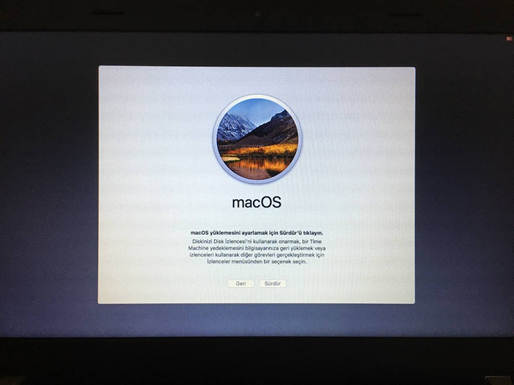 macOS
macOS yüklemesini ayarlamak için Sürdür'ü tıklayın.
Diskinizi Disk İzlencesi'ni kullanarak onarmak, bir Time
Machine yedeklemesini bilgisayarınıza geri yüklemek veya
izlenceleri kullanarak diğer görevleri gerçekleştirmek için
İzlenceler menüsünden bir seçenek seçin.
Geri Sürdür